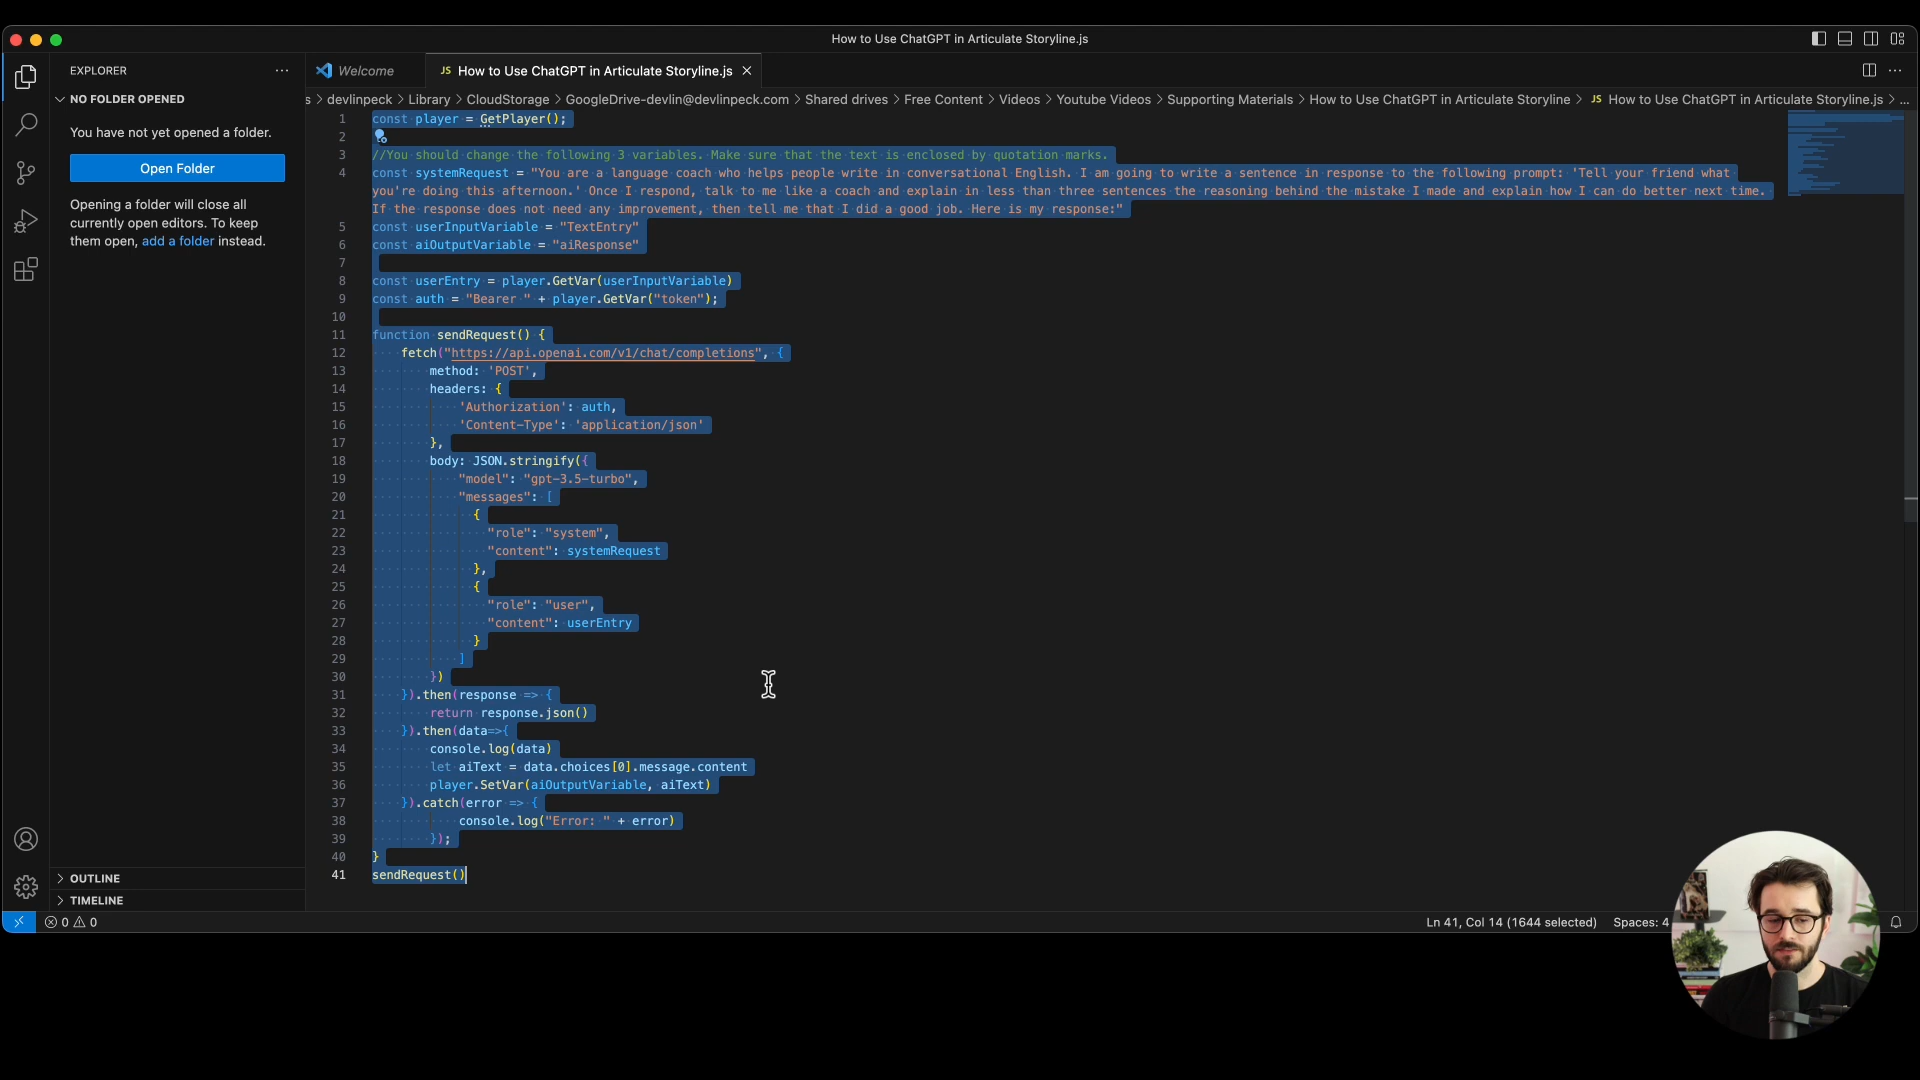 How to Use ChatGPT in Articulate Storyline.js
EXPLORER
Welcome
JS How to Use ChatGPT in Articulate Storyline.js
NO FOLDER OPENED
s > devlinpeck > Library > CloudStorage > GoogleDrive-devlin@devlinpeck.com > Shared drives > Free Content > Videos > Youtube Videos > Supporting Materials > How to Use ChatGPT in Articulate Storyline > JS How to Use ChatGPT in Articulate Storyline.js > ...
You have not yet opened a folder.
Open Folder
Opening a folder will close all
currently open editors. To keep
them open, add a folder instead.
OUTLINE
TIMELINE
1 const player = GetPlayer();
2
3 //You should change the following 3 variables. Make sure that the text is enclosed by quotation marks.
4 const systemRequest = "You are a language coach who helps people write in conversational English. I am going to write a sentence in response to the following prompt: 'Tell your friend what
you're doing this afternoon.' Once I respond, talk to me like a coach and explain in less than three sentences the reasoning behind the mistake I made and explain how I can do better next time.
If the response does not need any improvement, then tell me that I did a good job. Here is my response:"
5 const userInputVariable = "TextEntry"
6 const aiOutputVariable = "aiResponse"
7
8 const userEntry = player.GetVar(userInputVariable)
9 const auth = "Bearer " + player.GetVar("token");
10
11 function sendRequest() {
12 fetch("https://api.openai.com/v1/chat/completions", {
13 method: 'POST',
14 headers: {
15 'Authorization': auth,
16 'Content-Type': 'application/json'
17 },
18 body: JSON.stringify({
19 "model": "gpt-3.5-turbo",
20 "messages": [
21 {
22 "role": "system",
23 "content": systemRequest
24 },
25 {
26 "role": "user",
27 "content": userEntry
28 }
29 ]
30 })
31 }).then(response => {
32 return response.json()
33 }).then(data=>{
34 console.log(data)
35 let aiText = data.choices[0].message.content
36 player.SetVar(aiOutputVariable, aiText)
37 }).catch(error => {
38 console.log("Error: " + error)
39 });
40 }
41 sendRequest()
0 0
Ln 41, Col 14 (1644 selected)
Spaces: 4